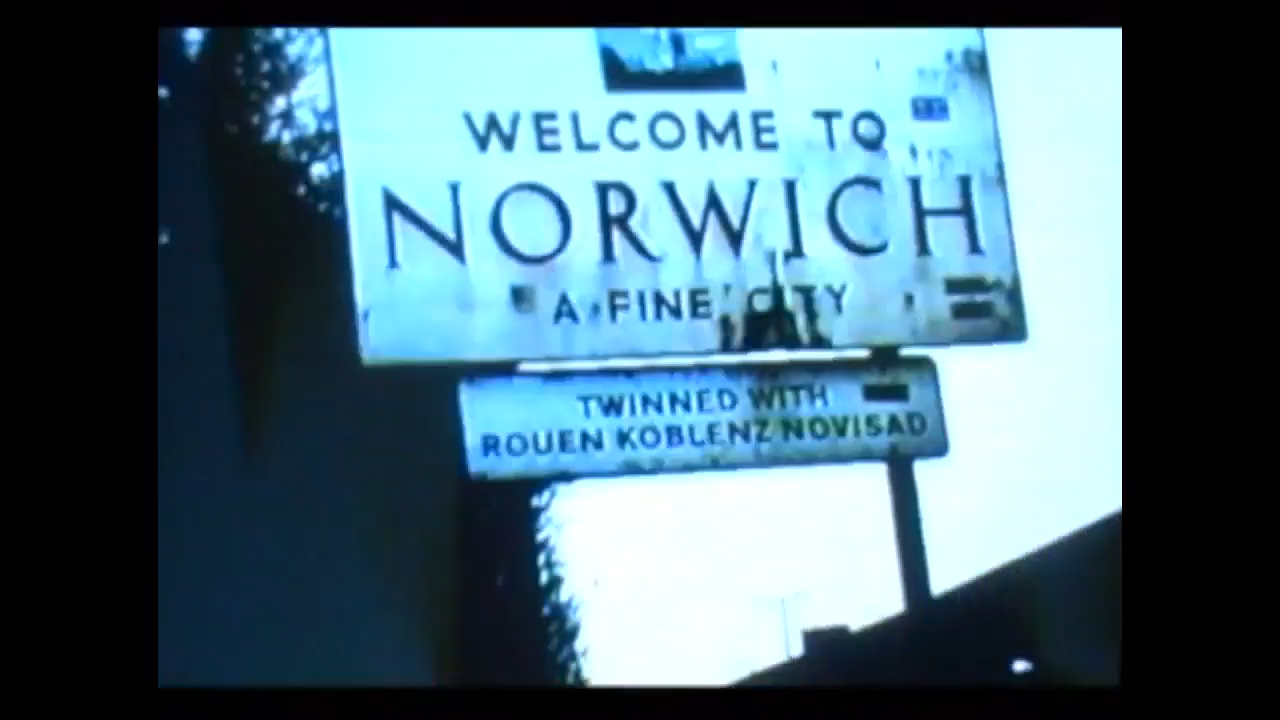 WELCOME TO
NORWICH
A FINE CITY
TWINNED WITH
ROUEN KOBLENZ NOVISAD